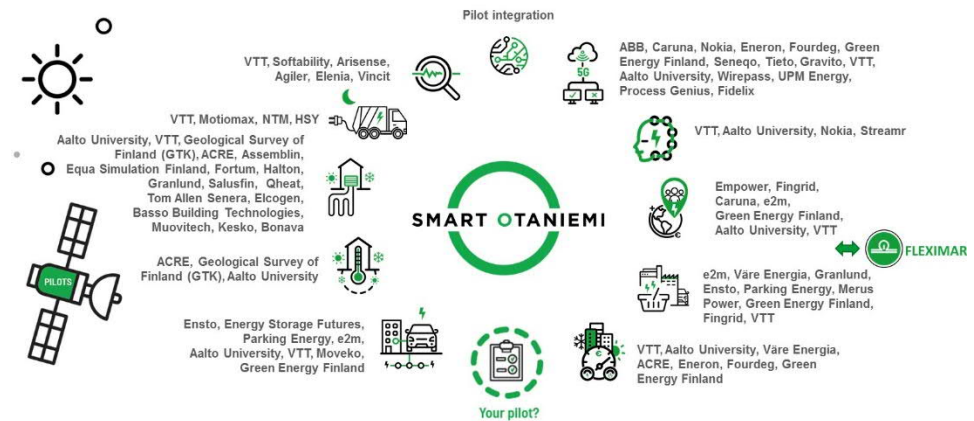 Pilot integration
VTT, Softability, Arisense,
Agiler, Elenia, Vincit
ABB, Caruna, Nokia, Eneron, Fourdeg, Green
Energy Finland, Seneqo, Tieto, Gravito, VTT,
Aalto University, Wirepass, UPM Energy,
Process Genius, Fidelix
5G
VTT, Motiomax, NTM, HSY
VTT, Aalto University, Nokia, Streamr
Aalto University, VTT, Geological Survey of
Finland (GTK), ACRE, Assemblin,
Equa Simulation Finland, Fortum, Halton,
Granlund, Salusfin, Qheat,
Tom Allen Senera, Elcogen,
Basso Building Technologies,
Muovitech, Kesko, Bonava
SMART OTANIEMI
Empower, Fingrid,
Caruna, e2m,
Green Energy Finland,
Aalto University, VTT
FLEXIMAR
PILOTS
ACRE, Geological Survey of
Finland (GTK), Aalto University
e2m, Väre Energia, Granlund,
Ensto, Parking Energy, Merus
Power, Green Energy Finland,
Fingrid, VTT
Ensto, Energy Storage Futures,
Parking Energy, e2m,
Aalto University, VTT, Moveko,
Green Energy Finland
VTT, Aalto University, Väre Energia,
ACRE, Eneron, Fourdeg, Green
Energy Finland
Your pilot?